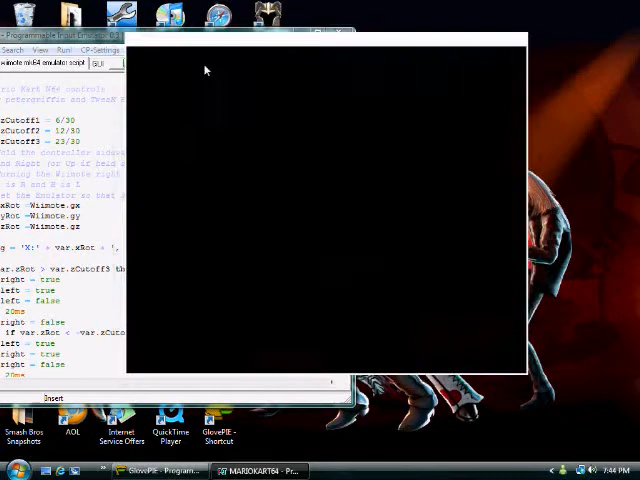 - Programmable Input Emulator 0.3
Search View Run! CP-Settings
wiimote mk64 emulator script GUI
rio Kart N64 controls
petergriffin and
zCutoff1 = 6/30
zCutoff2 = 12/30
zCutoff3 = 23/30
old the controller sidew
nd Right (or Up if held
urning the Wiimote right
is R and B is L
et the Emulator so that
xRot =Wiimote.gx
yRot =Wiimote.gy
zRot =Wiimote.gz
g = 'X:' + var.xRot + ',
ar.zRot > var.zCutoff3 th
right = true
left = true
left = false
20ms
right = false
if var.zRot < -var.zCuto
left = true
right = true
right = false
20ms
Insert
Smash Bros Snapshots
AOL
Internet Service Offers
QuickTime Player
GlovePIE - Shortcut
»
GlovePIE - Program...
MARIOKART64 - Pr...
7:44 PM